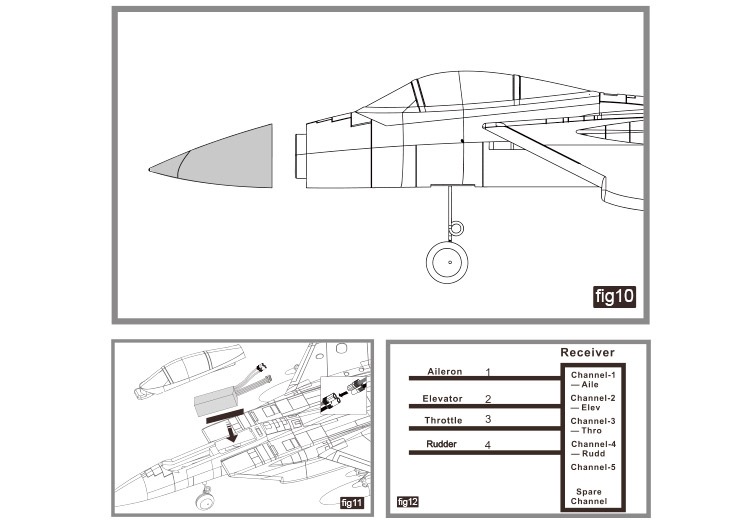 fig10
fig11
Receiver
Aileron 1
Channel-1
— Aile
Elevator 2
Channel-2
— Elev
Throttle 3
Channel-3
— Thro
Rudder 4
Channel-4
— Rudd
Channel-5
Spare
Channel
fig12